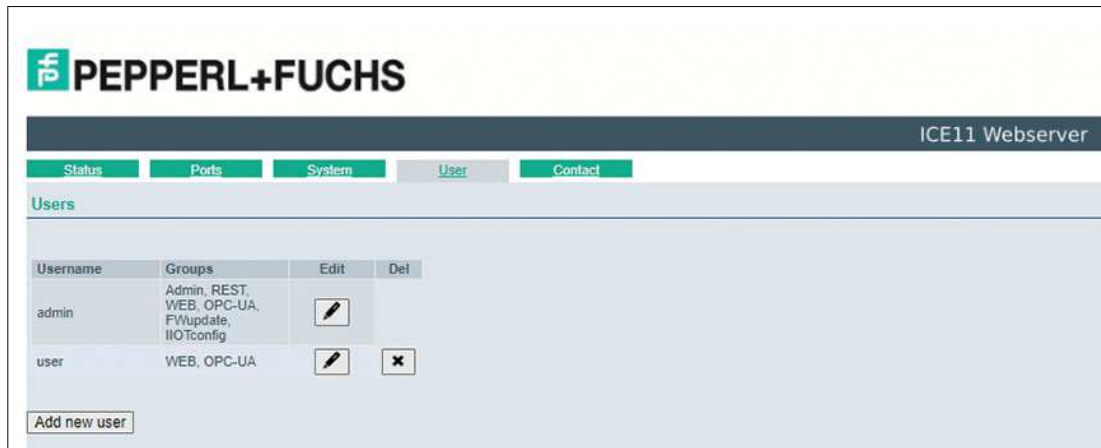 PEPPERL+FUCHS
ICE11 Webserver
Status Ports System User Contact
Users
Username Groups Edit Del
admin Admin, REST,
WEB, OPC-UA,
FWupdate,
IIOTconfig
user WEB, OPC-UA
Add new user